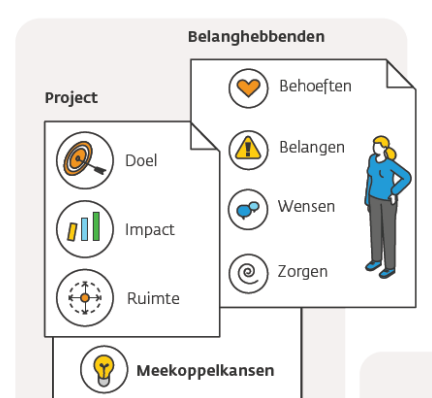 Belanghebbenden
Project
Behoeften
Belangen
Wensen
Zorgen
Doel
Impact
Ruimte
Meekoppelkansen